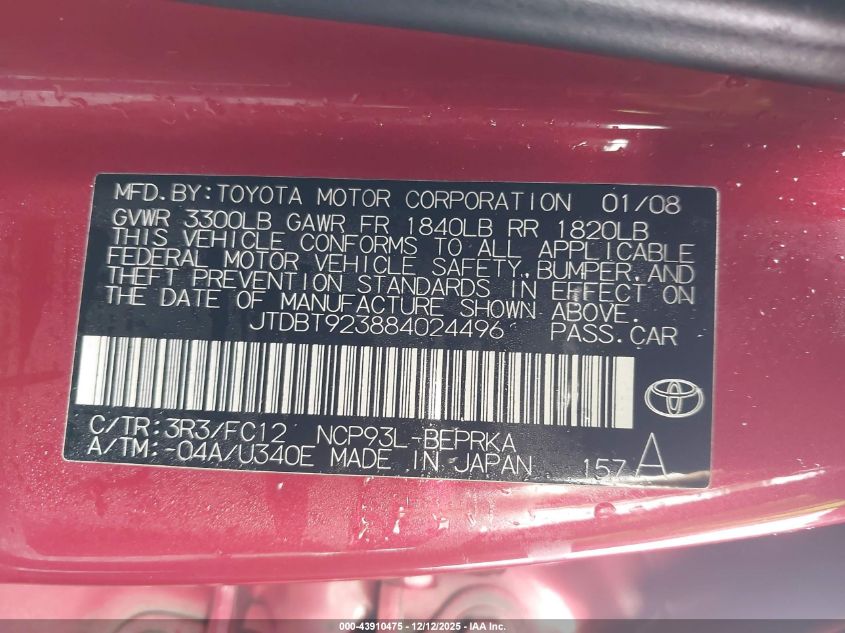 MFD.BY:TOYOTA MOTOR CORPORATION 01/08
GVWR 3300LB GAWR FR 1840LB RR 1820LB
THIS VEHICLE CONFORMS TO ALL APPLICABLE
FEDERAL MOTOR VEHICLE SAFETY, BUMPER, AND
THEFT PREVENTION STANDARDS IN EFFECT ON
THE DATE OF MANUFACTURE SHOWN ABOVE.
JTDBT923884024496 PASS.CAR
C/TR:3R3/FC12 NCP93L-BEPRKA
A/TM:-04A/U340E MADE IN JAPAN 157 A
000-43910475 - 12/12/2025 - IAA Inc.